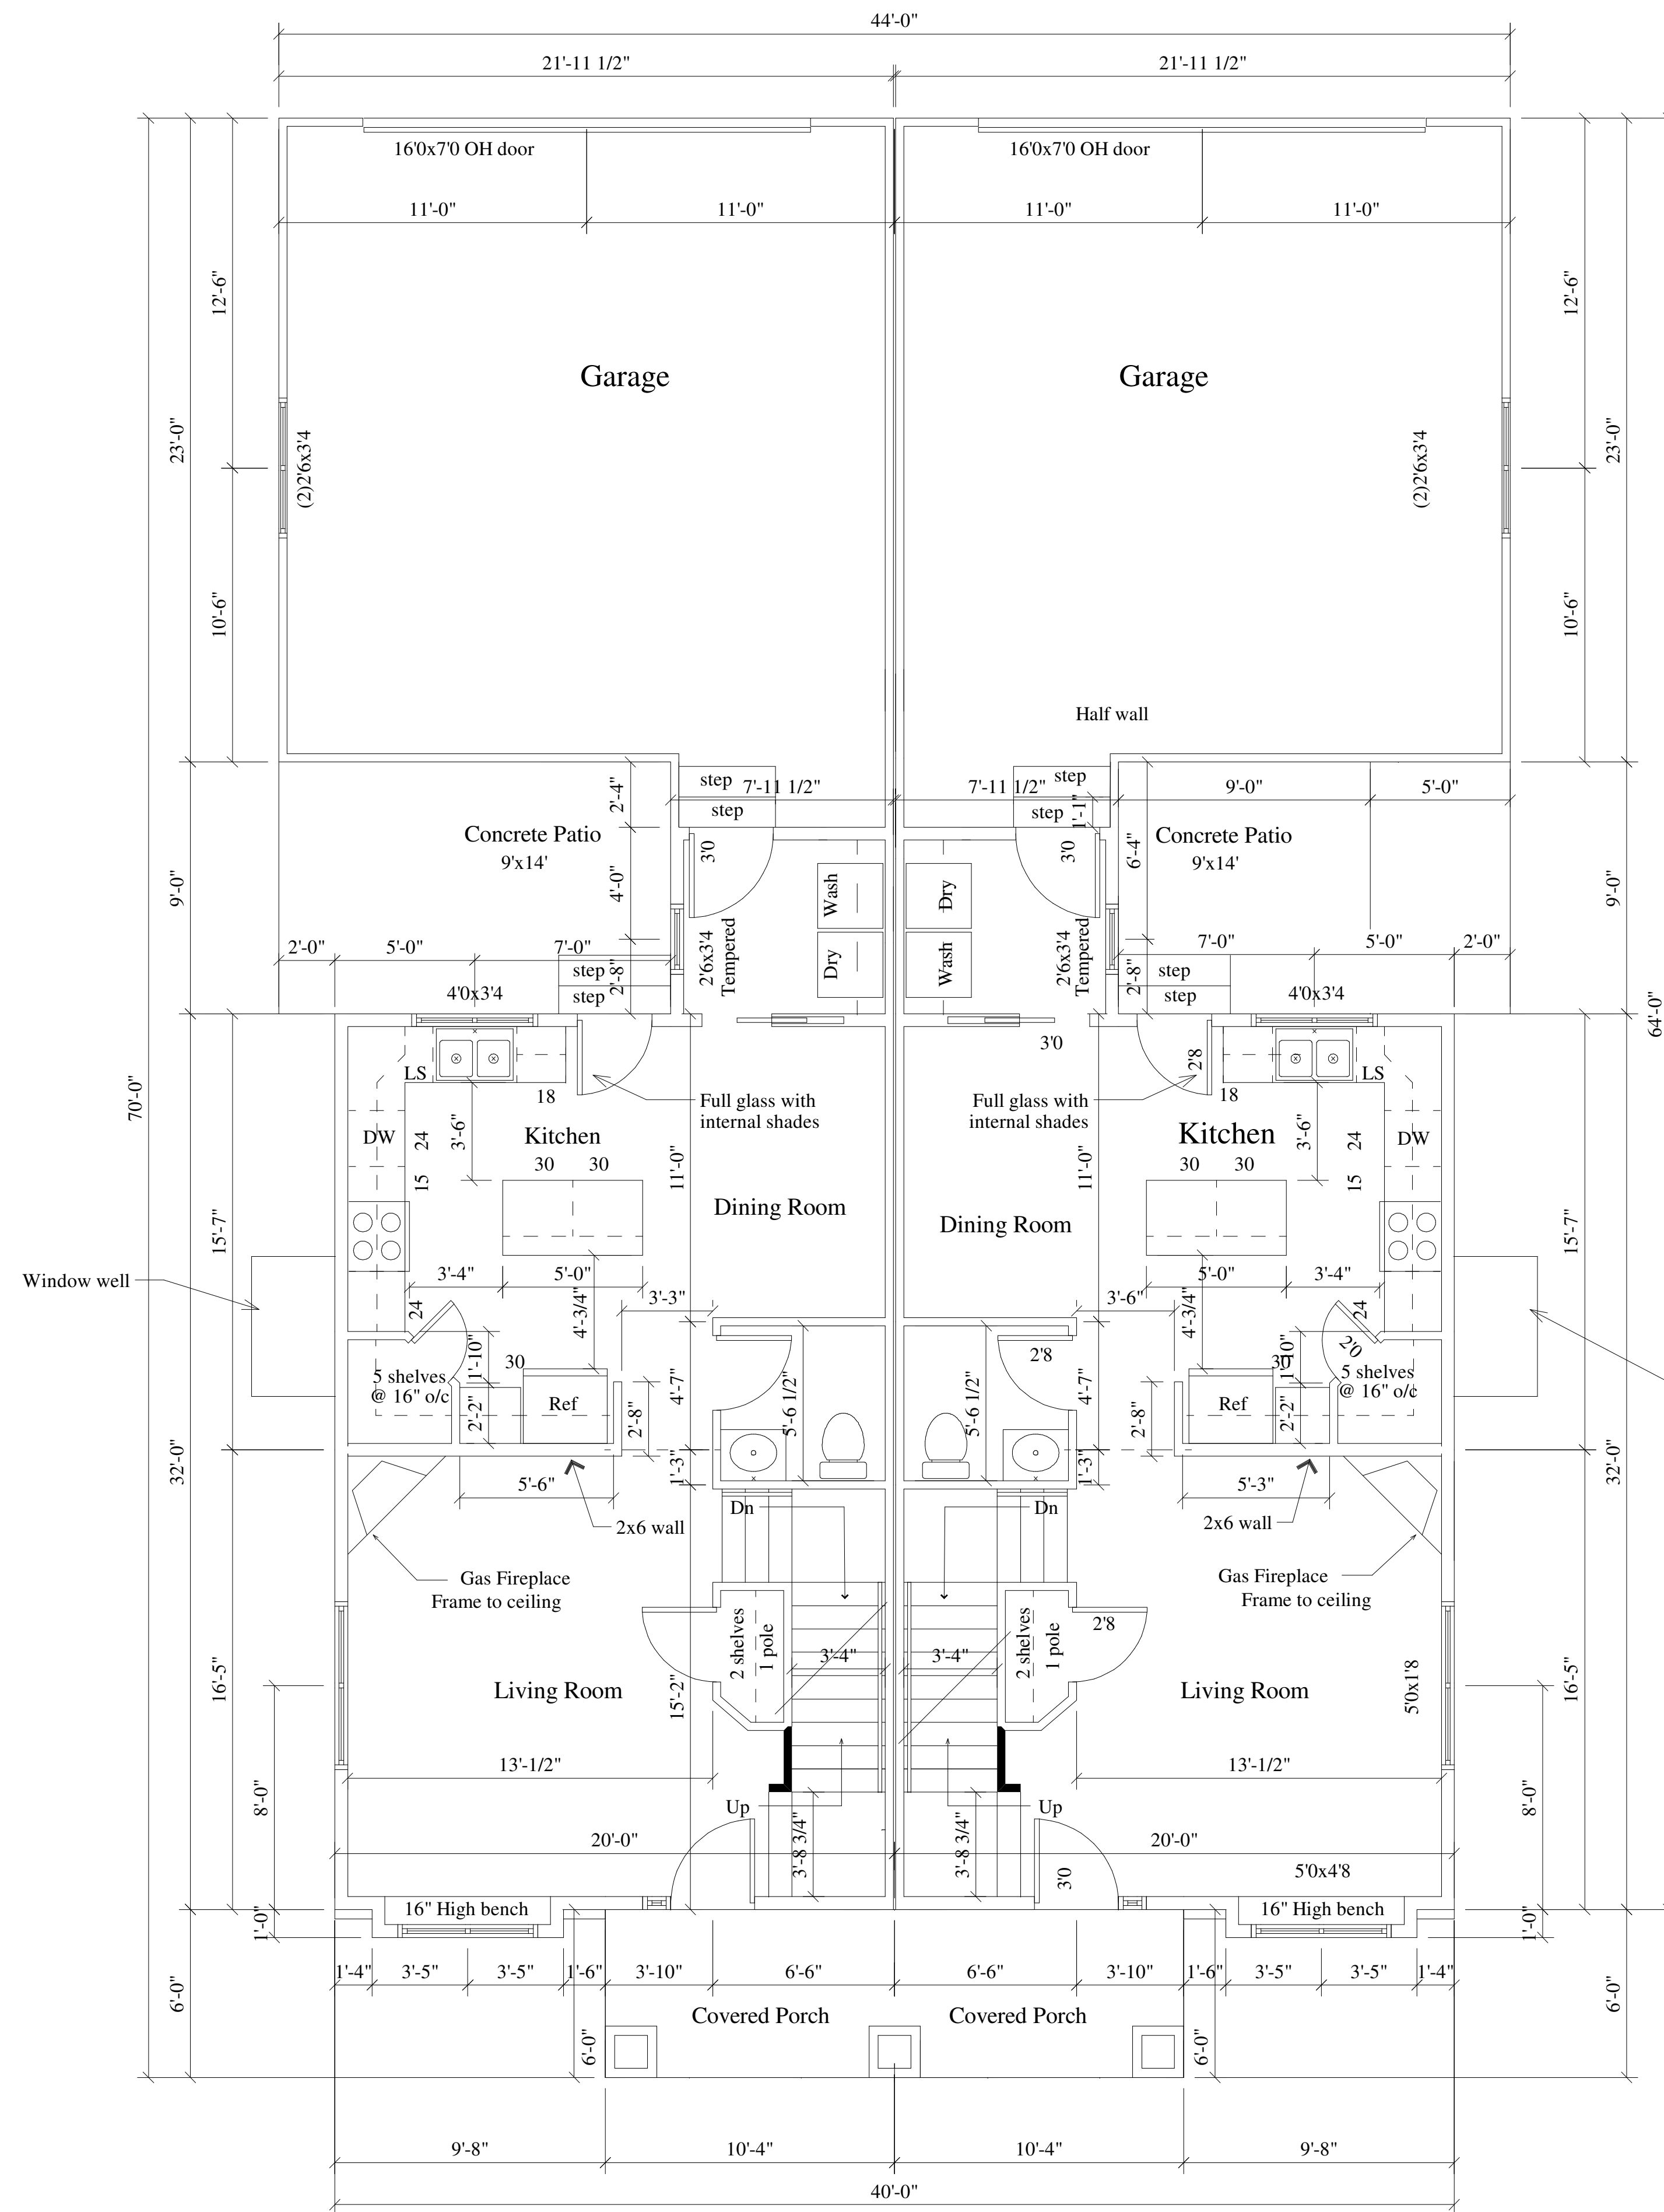 44'-0"
21'-11 1/2"
21'-11 1/2"
16'0x7'0 OH door
16'0x7'0 OH door
11'-0"
11'-0"
11'-0"
11'-0"
12'-6"
12'-6"
Garage
Garage
23'-0"
(2)2'6x3'4
(2)2'6x3'4
23'-0"
10'-6"
10'-6"
Half wall
step
7'-11 1/2"
7'-11 1/2"
step
9'-0"
5'-0"
2'-4"
step
step
1'-1"
Concrete Patio
9'x14'
3'0
3'0
6'-4"
Concrete Patio
9'x14'
9'-0"
4'-0"
Wash
Dry
9'-0"
2'-0"
5'-0"
7'-0"
2'6x3'4
Tempered
Dry
Wash
2'6x3'4
Tempered
7'-0"
5'-0"
2'-0"
step
step
2'-8"
2'-8"
step
step
4'0x3'4
4'0x3'4
64'-0"
3'0
2'8
LS
LS
18
18
Full glass with
internal shades
Full glass with
internal shades
70'-0"
DW
24
3'-6"
Kitchen
Kitchen
3'-6"
24
DW
15
30
30
11'-0"
11'-0"
30
30
15
Dining Room
Dining Room
15'-7"
15'-7"
Window well
3'-4"
5'-0"
5'-0"
3'-4"
24
4'-3/4"
3'-3"
3'-6"
4'-3/4"
24
1'-10"
30
2'8
30
1'-10"
2'0
5 shelves
@ 16" o/c
5 shelves
@ 16" o/c
2'-2"
Ref
2'-8"
4'-7"
5'-6 1/2"
5'-6 1/2"
4'-7"
2'-8"
Ref
2'-2"
32'-0"
1'-3"
1'-3"
32'-0"
5'-6"
5'-3"
2x6 wall
Dn
Dn
2x6 wall
Gas Fireplace
Frame to ceiling
Gas Fireplace
Frame to ceiling
2 shelves
1 pole
3'-4"
3'-4"
2 shelves
1 pole
2'8
16'-5"
Living Room
15'-2"
Living Room
5'0x1'8
16'-5"
13'-1/2"
13'-1/2"
8'-0"
Up
Up
8'-0"
20'-0"
3'-8 3/4"
3'-8 3/4"
20'-0"
3'0
5'0x4'8
16" High bench
16" High bench
1'-0"
1'-0"
1'-4"
3'-5"
3'-5"
1'-6"
3'-10"
6'-6"
6'-6"
3'-10"
1'-6"
3'-5"
3'-5"
1'-4"
6'-0"
6'-0"
Covered Porch
Covered Porch
6'-0"
6'-0"
9'-8"
10'-4"
10'-4"
9'-8"
40'-0"